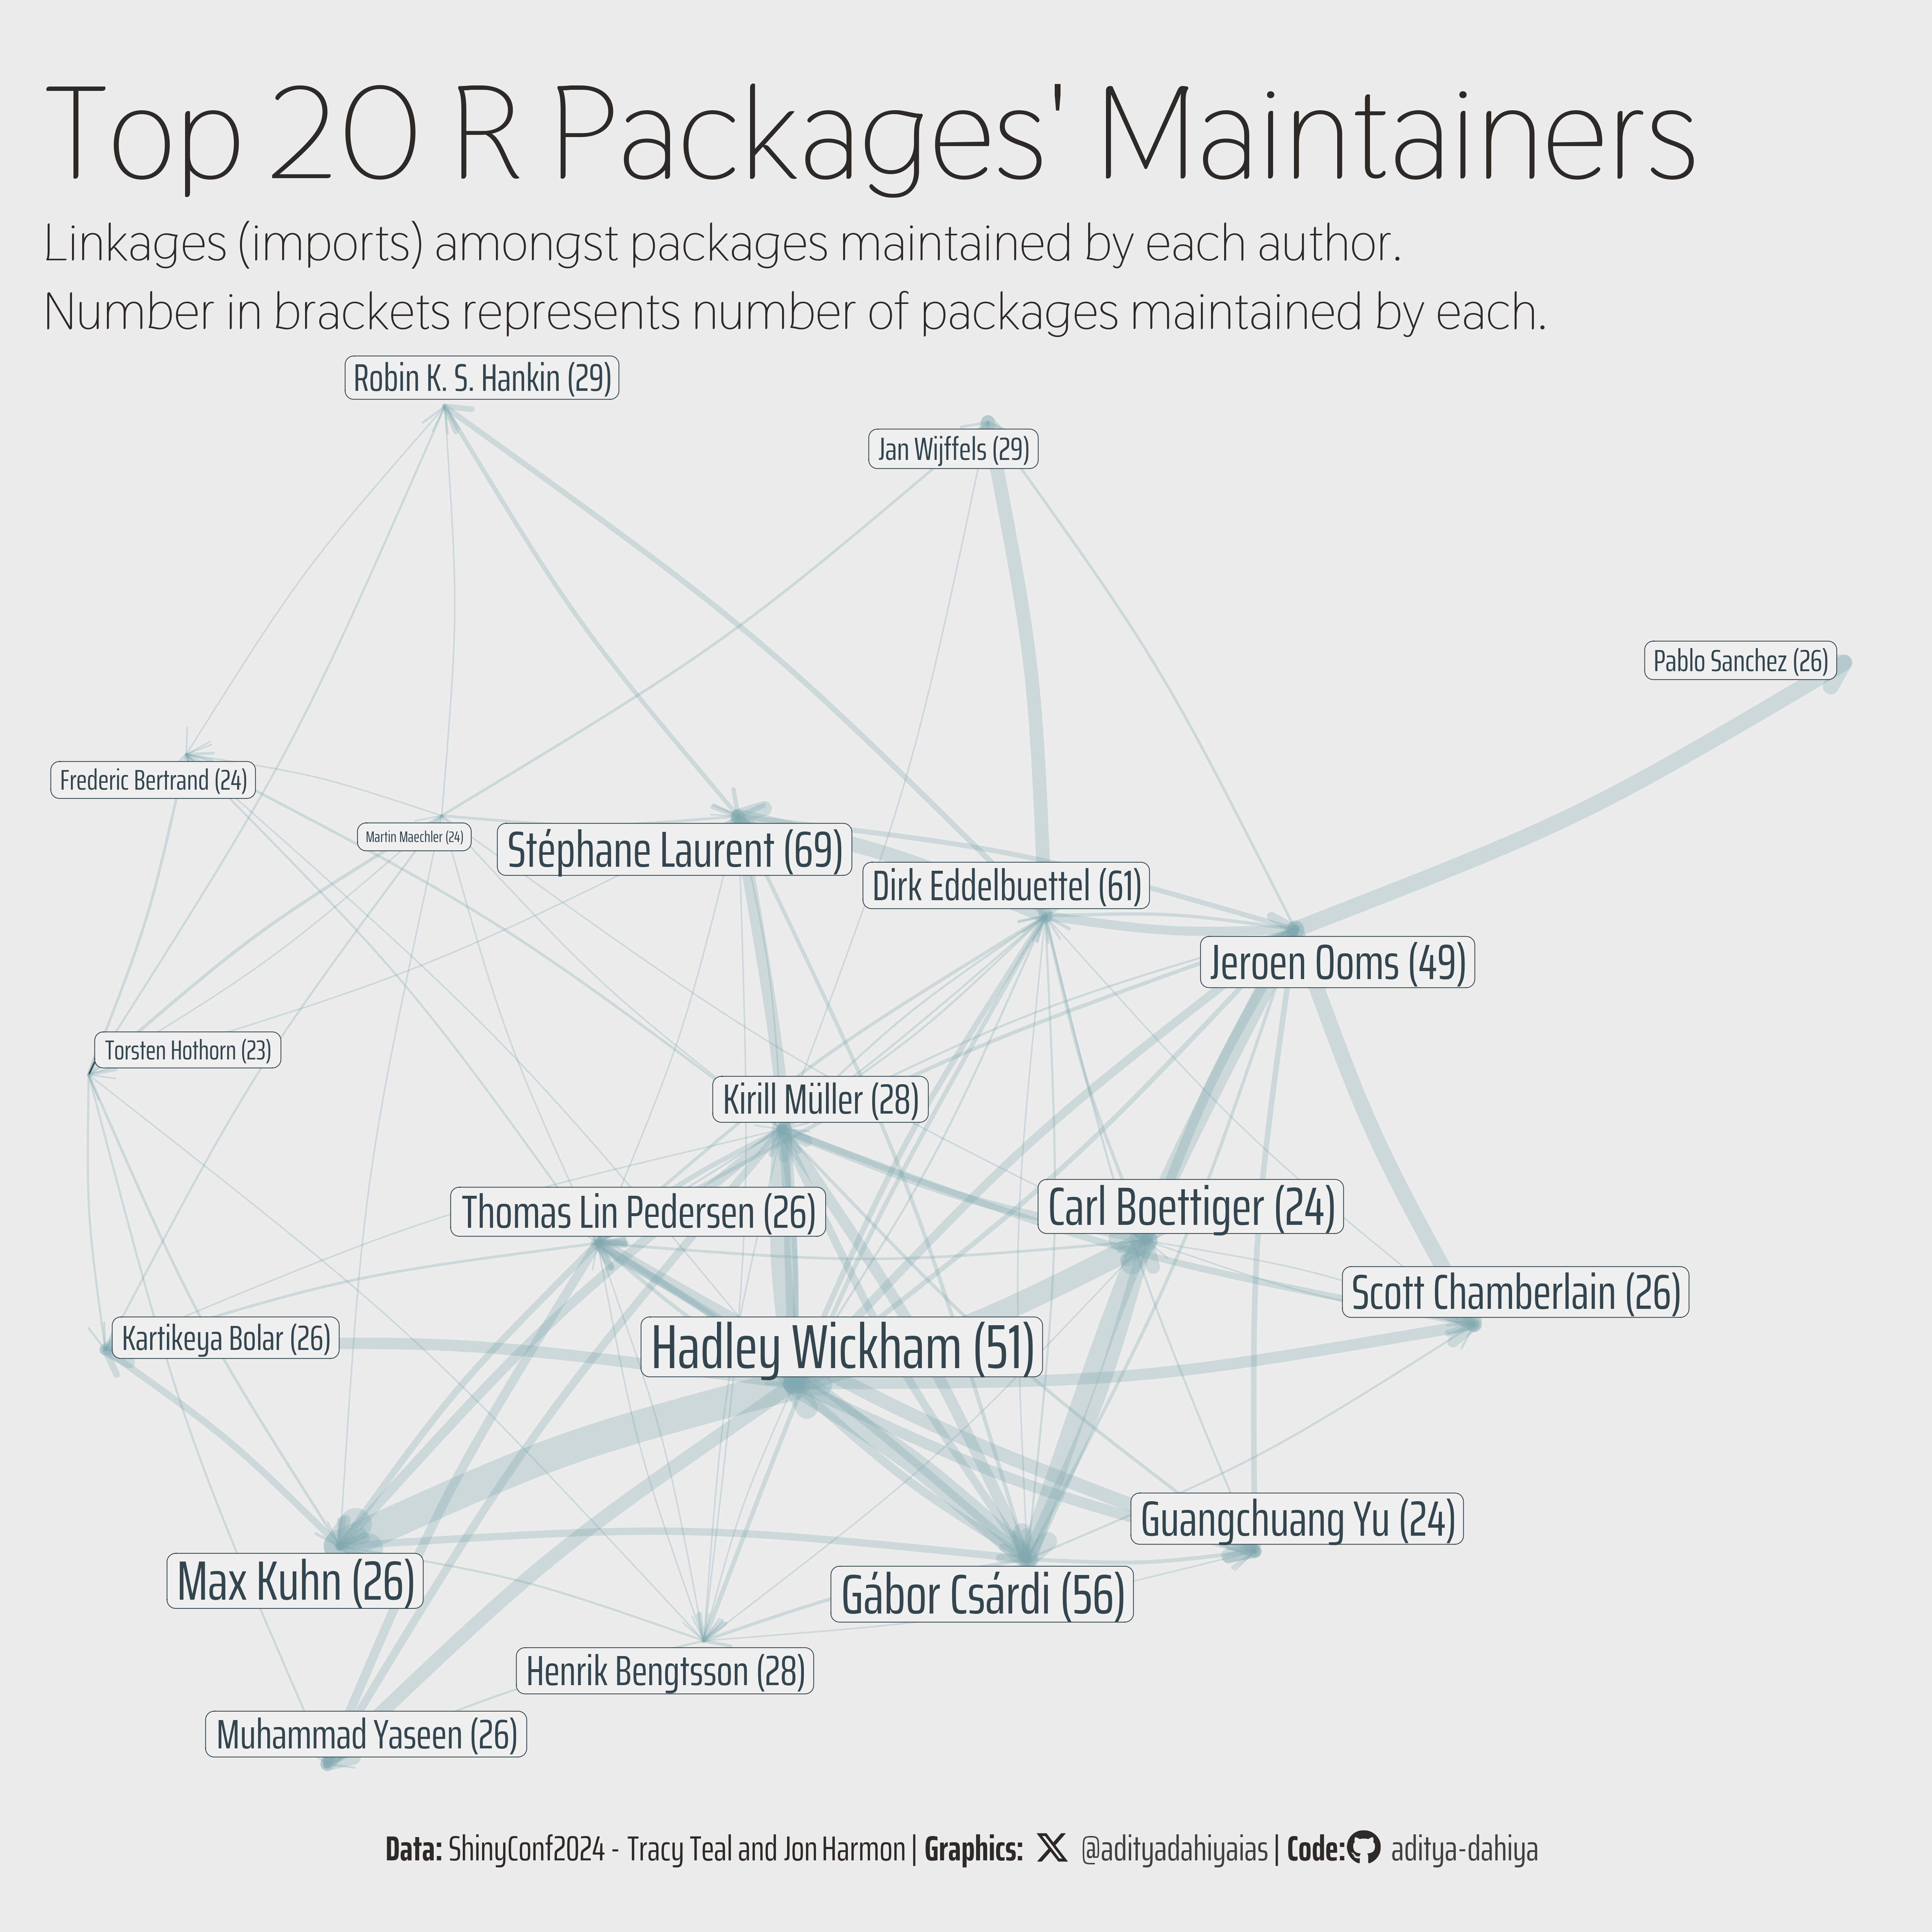 Top 20 R Packages' Maintainers
Linkages (imports) amongst packages maintained by each author.
Number in brackets represents number of packages maintained by each.
Robin K. S. Hankin (29)
Jan Wijffels (29)
Pablo Sanchez (26)
Frederic Bertrand (24)
Martin Maechler (24)
Stéphane Laurent (69)
Dirk Eddelbuettel (61)
Jeroen Ooms (49)
Torsten Hothorn (23)
Kirill Müller (28)
Thomas Lin Pedersen (26)
Carl Boettiger (24)
Scott Chamberlain (26)
Kartikeya Bolar (26)
Hadley Wickham (51)
Guangchuang Yu (24)
Max Kuhn (26)
Gábor Csárdi (56)
Henrik Bengtsson (28)
Muhammad Yaseen (26)
Data: ShinyConf2024 - Tracy Teal and Jon Harmon | Graphics: @adityadahiyaias | Code: aditya-dahiya